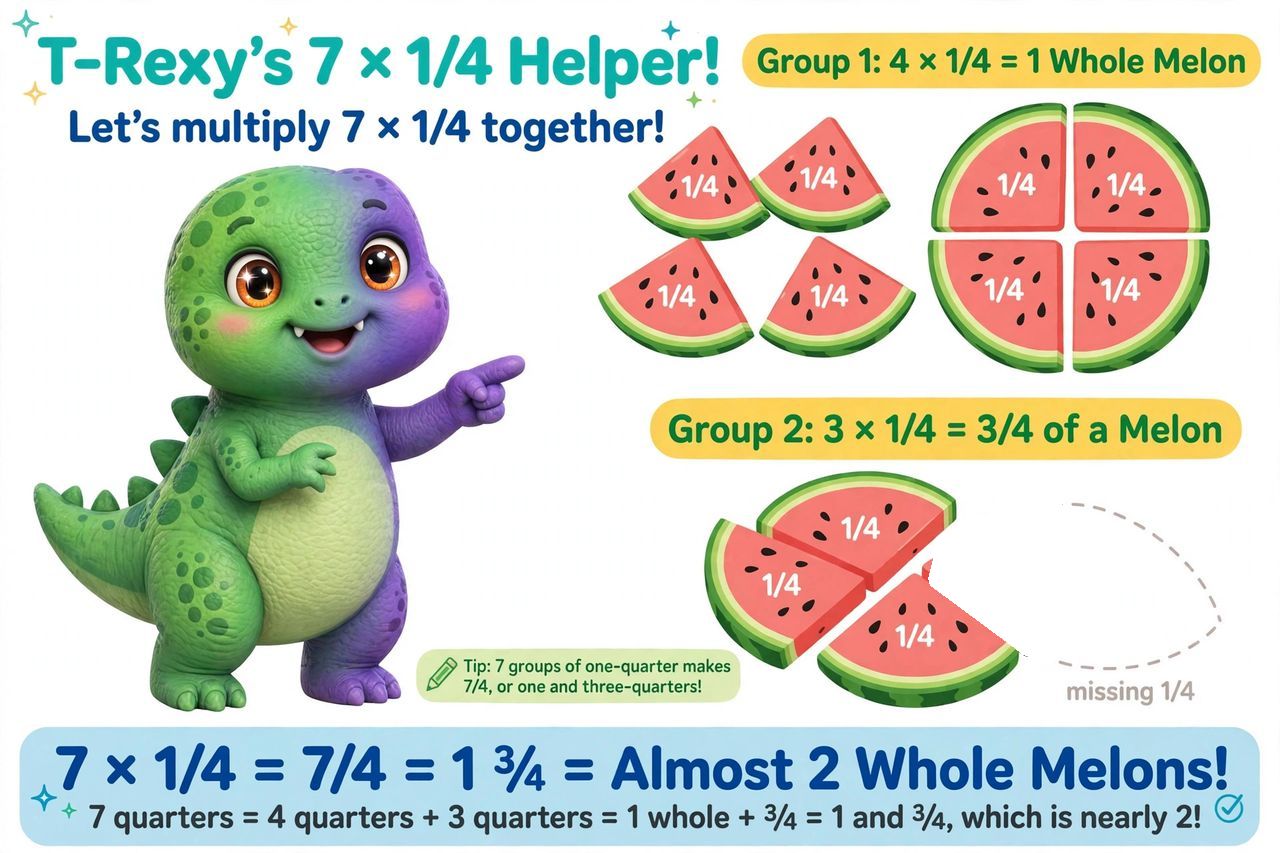 T-Rexy's 7 × 1/4 Helper!
Let's multiply 7 × 1/4 together!
Group 1: 4 × 1/4 = 1 Whole Melon
1/4
1/4
1/4
1/4
1/4
1/4
1/4
1/4
Group 2: 3 × 1/4 = 3/4 of a Melon
1/4
1/4
1/4
missing 1/4
Tip: 7 groups of one-quarter makes
7/4, or one and three-quarters!
7 × 1/4 = 7/4 = 1 ¾ = Almost 2 Whole Melons!
7 quarters = 4 quarters + 3 quarters = 1 whole + ¾ = 1 and ¾, which is nearly 2!